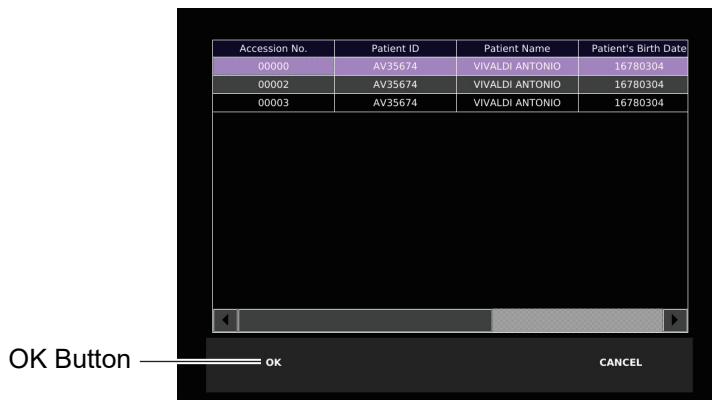 Accession No. Patient ID Patient Name Patient's Birth Date
00000 AV35674 VIVALDI ANTONIO 16780304
00002 AV35674 VIVALDI ANTONIO 16780304
00003 AV35674 VIVALDI ANTONIO 16780304
OK Button OK CANCEL